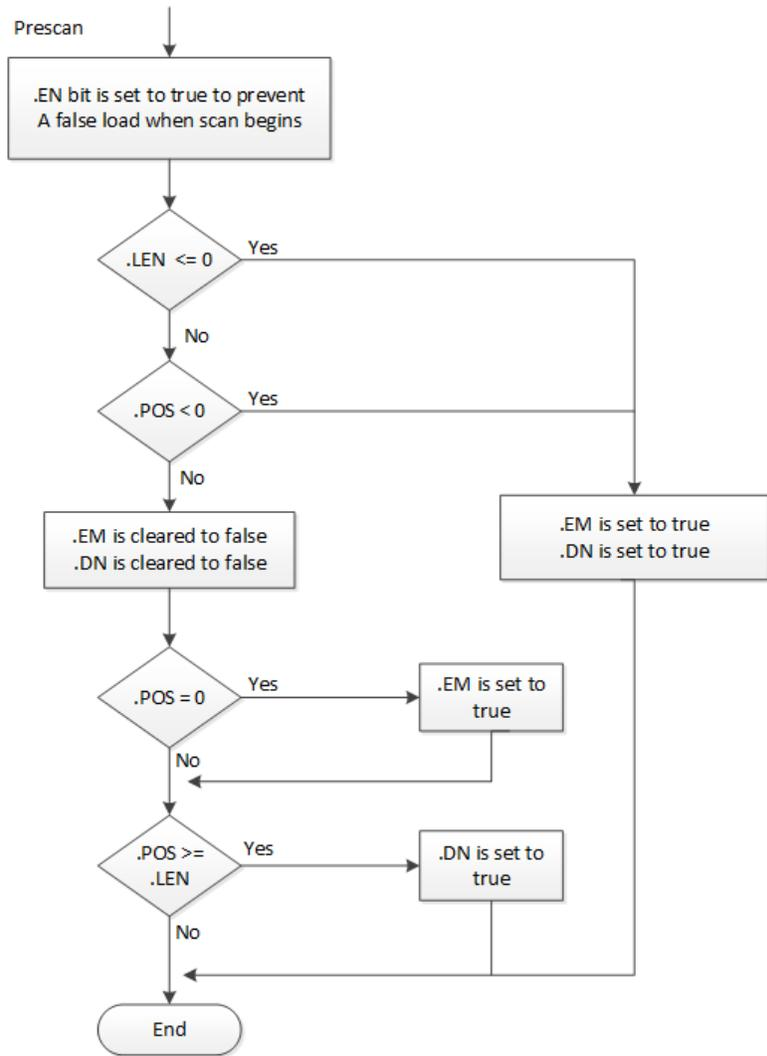 Prescan
.EN bit is set to true to prevent
A false load when scan begins
.LEN <= 0
Yes
No
.POS < 0
Yes
No
.EM is cleared to false
.DN is cleared to false
.EM is set to true
.DN is set to true
.POS = 0
Yes
.EM is set to
true
No
.POS >=
.LEN
Yes
.DN is set to
true
No
End